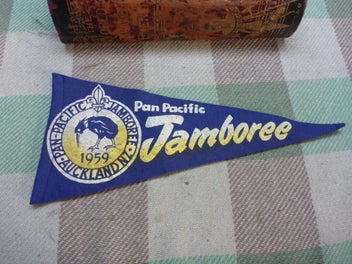 PAN-PACIFIC JAMBOREE
1959
AUCKLAND N.Z.
Pan Pacific
Jamboree